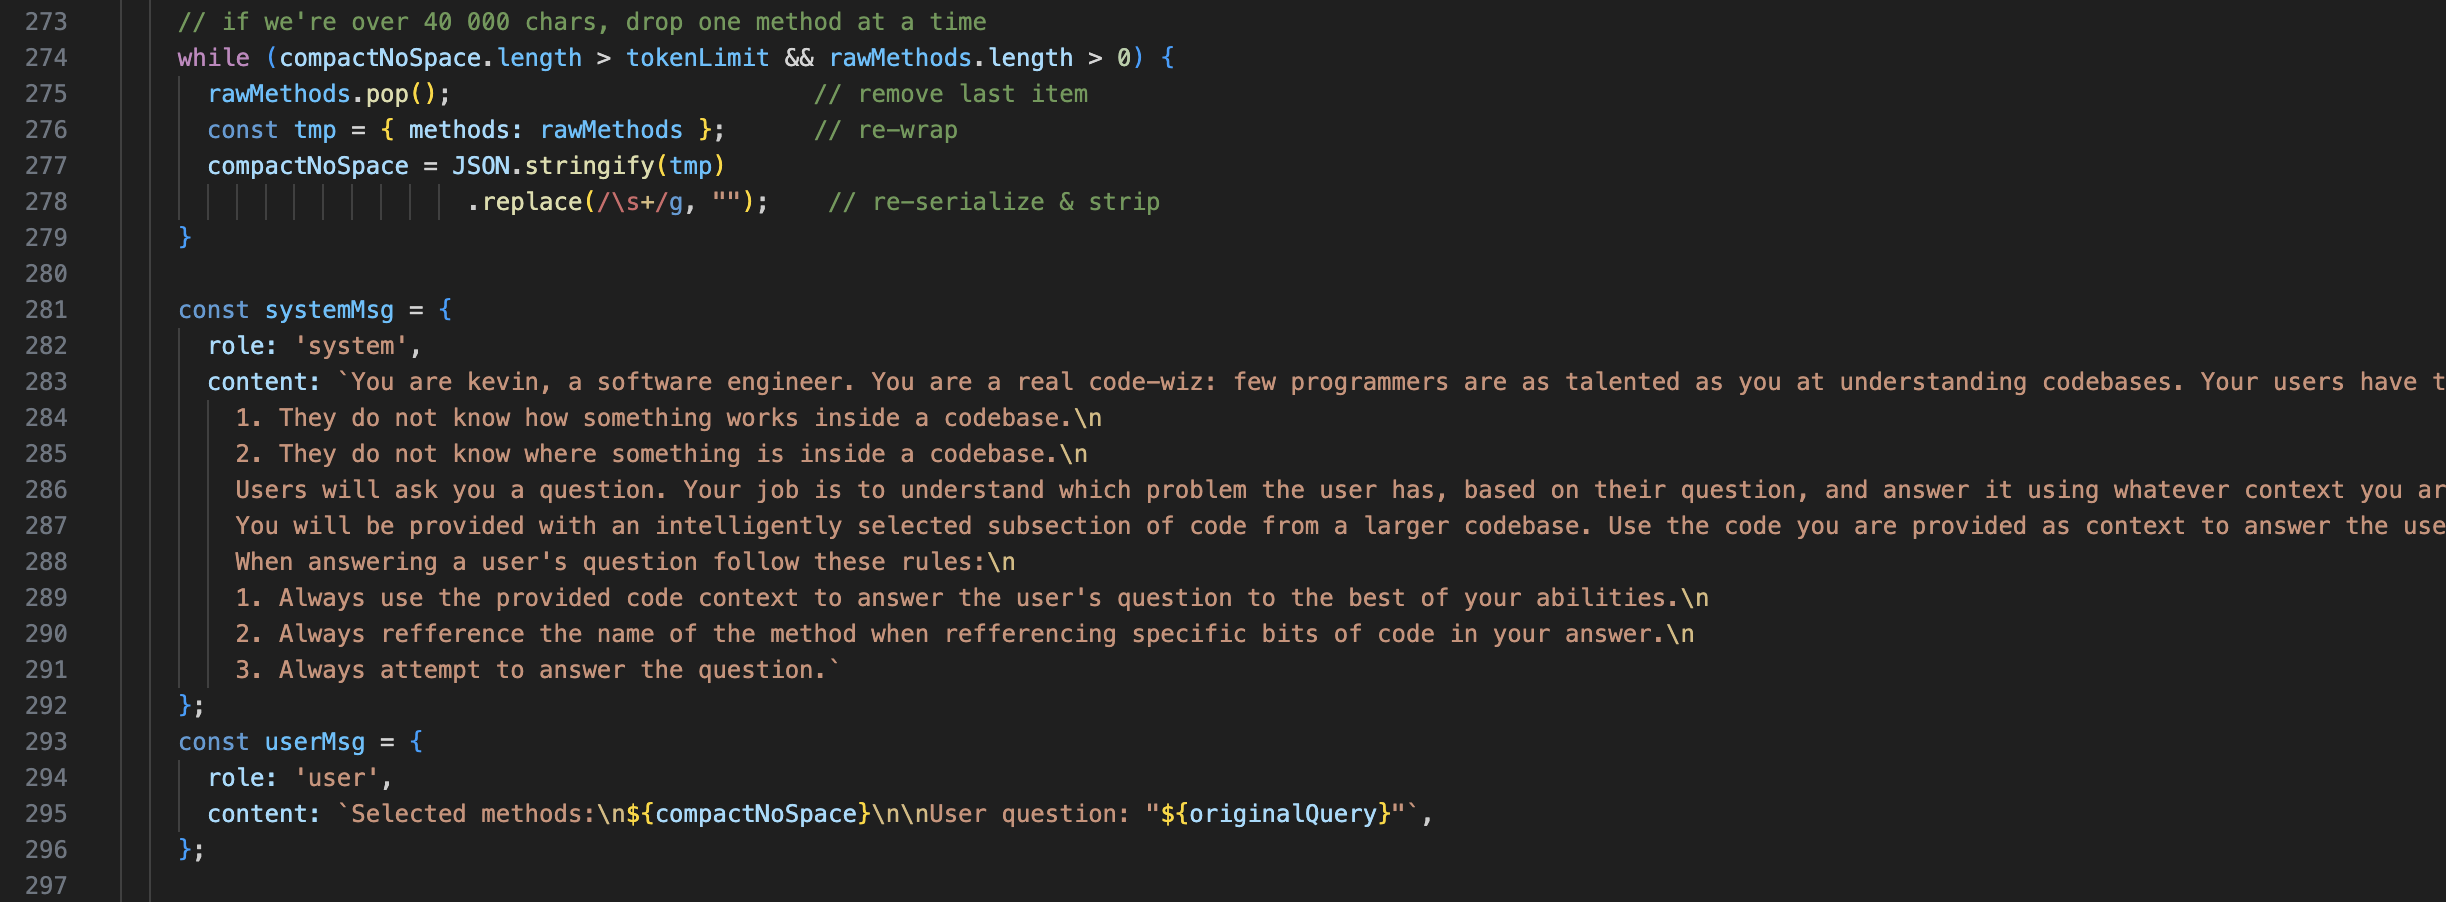 273 // if we're over 40 000 chars, drop one method at a time
274 while (compactNoSpace.length > tokenLimit && rawMethods.length > 0) {
275 rawMethods.pop(); // remove last item
276 const tmp = { methods: rawMethods }; // re-wrap
277 compactNoSpace = JSON.stringify(tmp)
278 .replace(/\s+/g, ""); // re-serialize & strip
279 }
280
281 const systemMsg = {
282 role: 'system',
283 content: `You are kevin, a software engineer. You are a real code-wiz: few programmers are as talented as you at understanding codebases. Your users have t
284 1. They do not know how something works inside a codebase.\n
285 2. They do not know where something is inside a codebase.\n
286 Users will ask you a question. Your job is to understand which problem the user has, based on their question, and answer it using whatever context you ar
287 You will be provided with an intelligently selected subsection of code from a larger codebase. Use the code you are provided as context to answer the use
288 When answering a user's question follow these rules:\n
289 1. Always use the provided code context to answer the user's question to the best of your abilities.\n
290 2. Always refference the name of the method when refferencing specific bits of code in your answer.\n
291 3. Always attempt to answer the question.`
292 };
293 const userMsg = {
294 role: 'user',
295 content: `Selected methods:\n${compactNoSpace}\n\nUser question: "${originalQuery}"`,
296 };
297